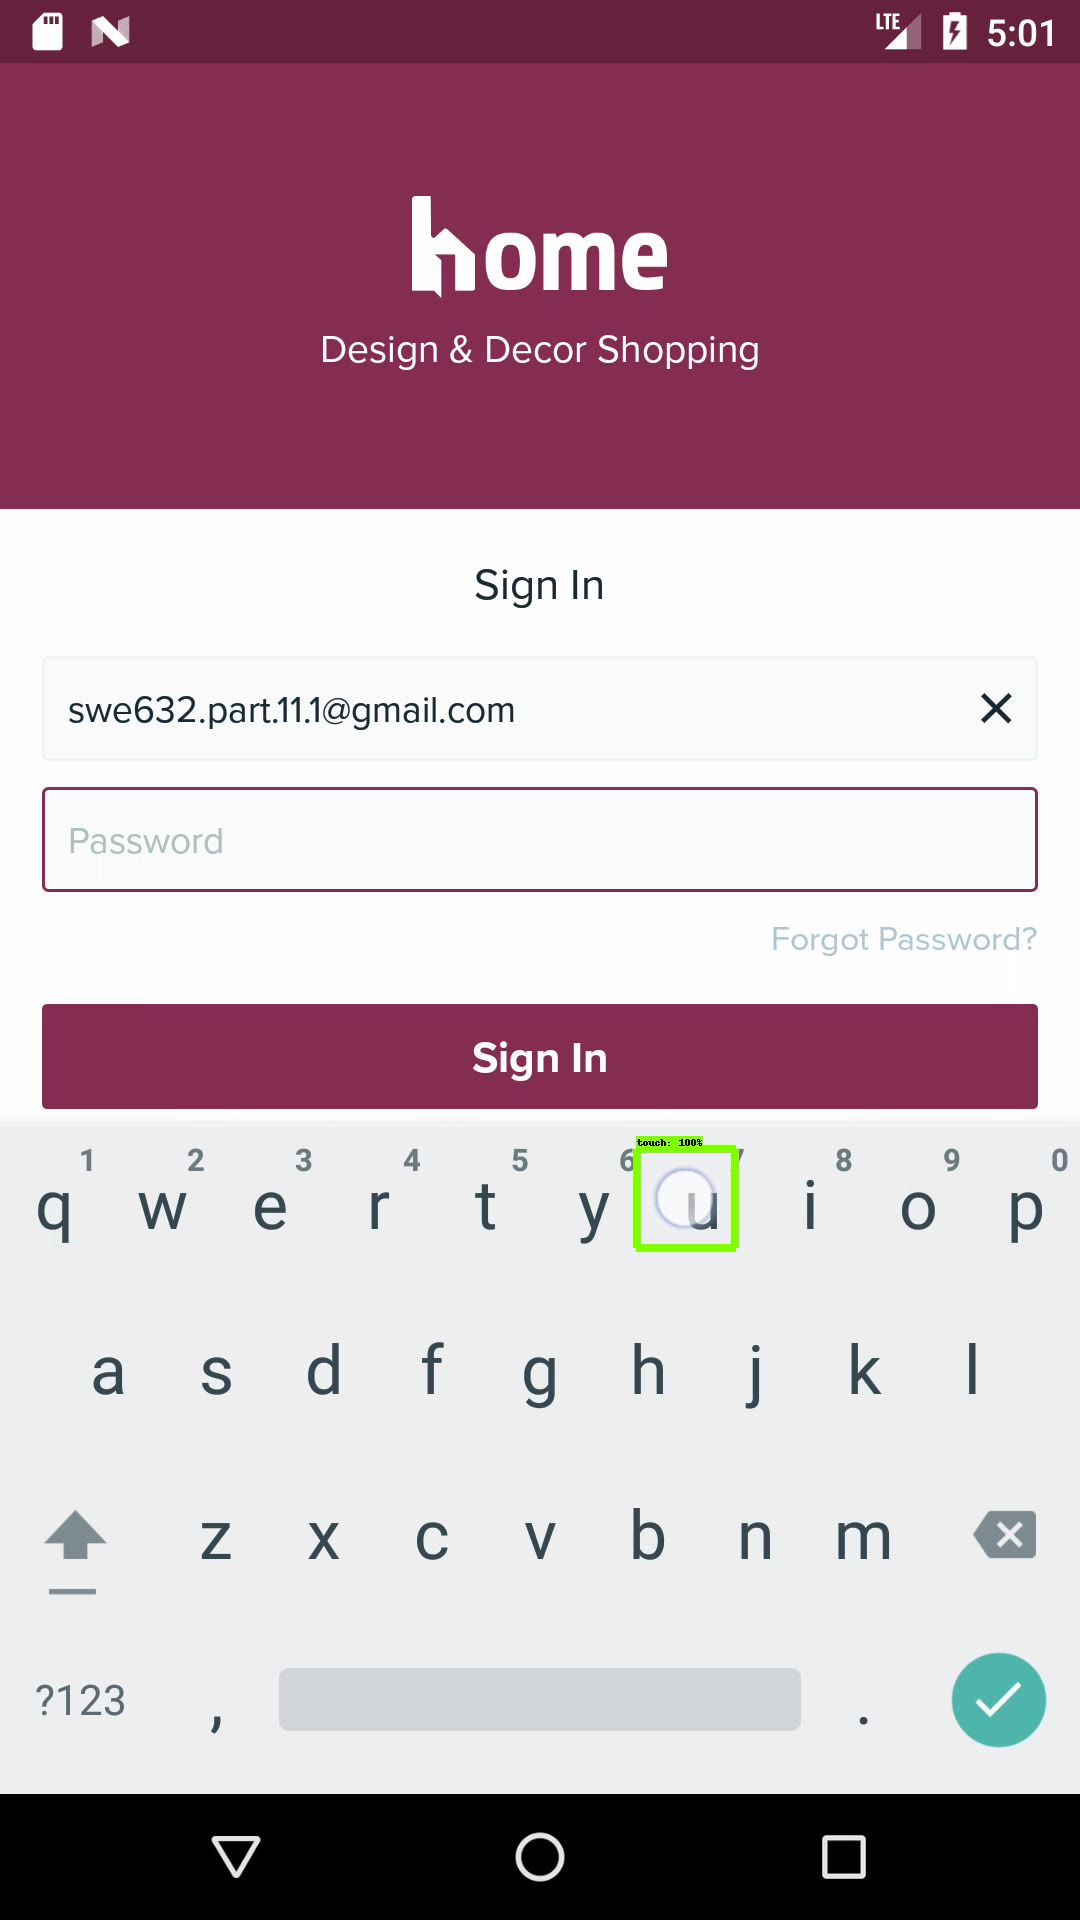 LTE 5:01
home
Design & Decor Shopping
Sign In
swe632.part.11.1@gmail.com
Password
Forgot Password?
Sign In
touch: 100%
1 2 3 4 5 6 7 8 9 0
q w e r t y u i o p
a s d f g h j k l
z x c v b n m
?123 , .